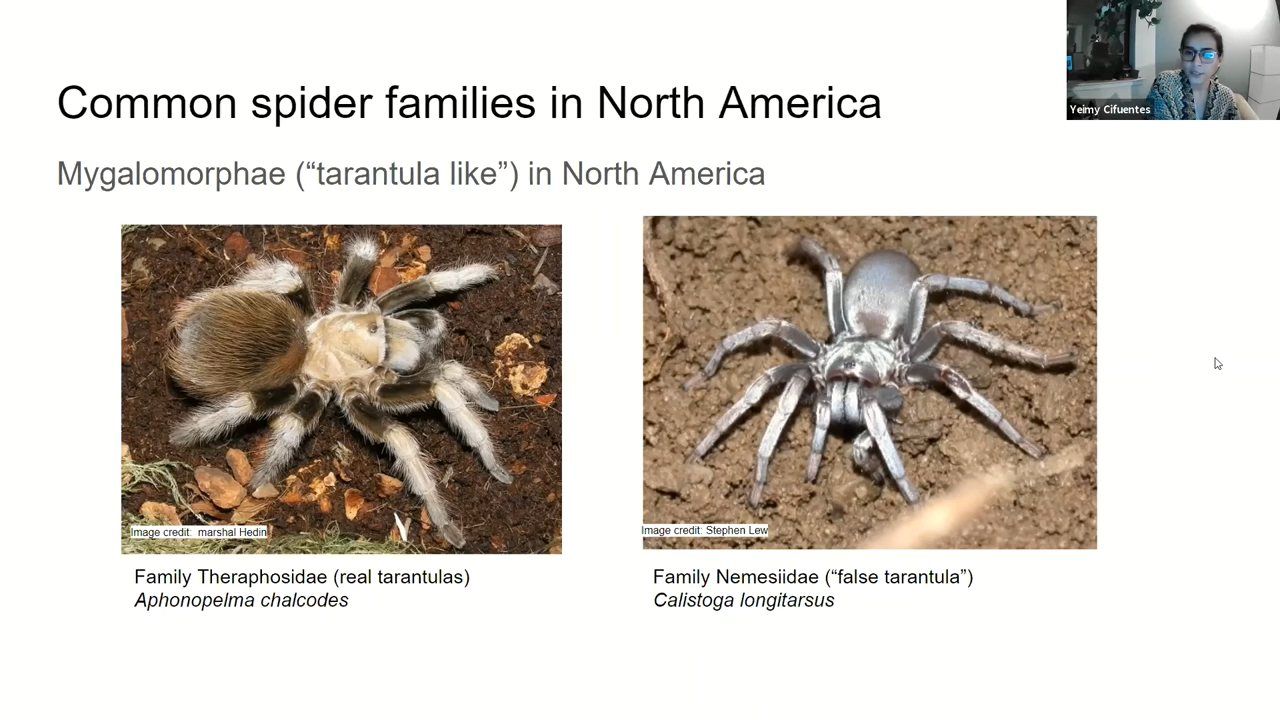 Common spider families in North America
Yeimy Cifuentes
Mygalomorphae (“tarantula like”) in North America
Image credit: marshal Hedin
Image credit: Stephen Lew
Family Theraphosidae (real tarantulas)
Aphonopelma chalcodes
Family Nemesiidae (“false tarantula”)
Calistoga longitarsus